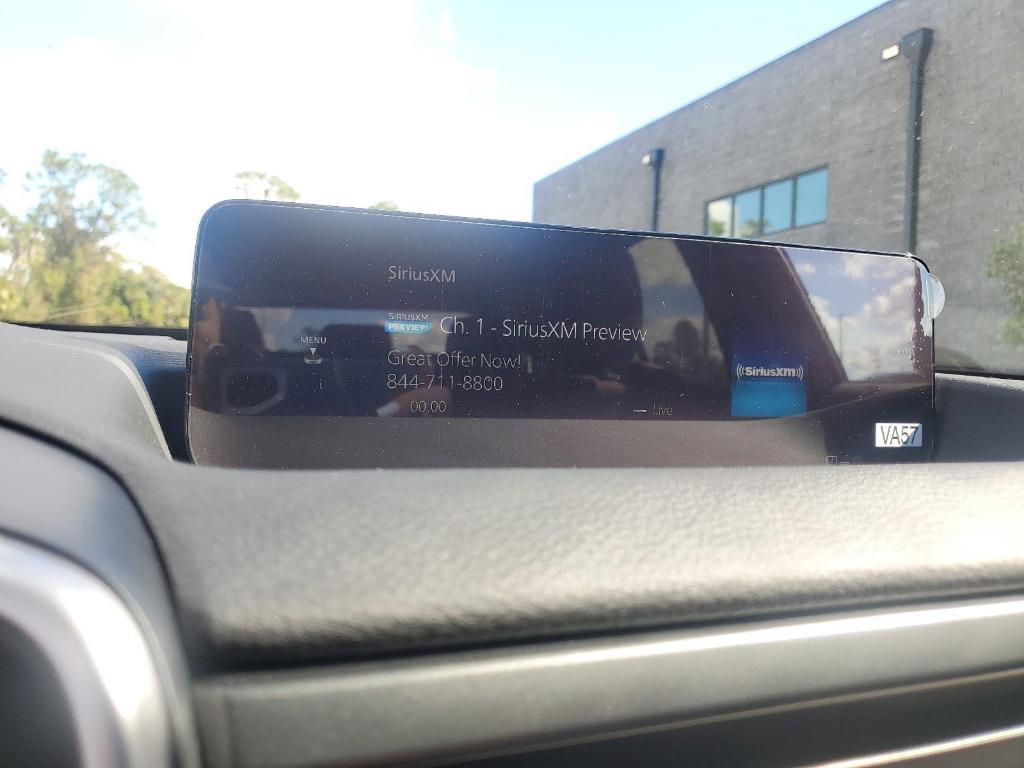 SiriusXM
SIRIUSXM
PREVIEW
Ch. 1 - SiriusXM Preview
MENU
Great Offer Now!
844-711-8800
00:00
Live
((SiriusXM))
VA57